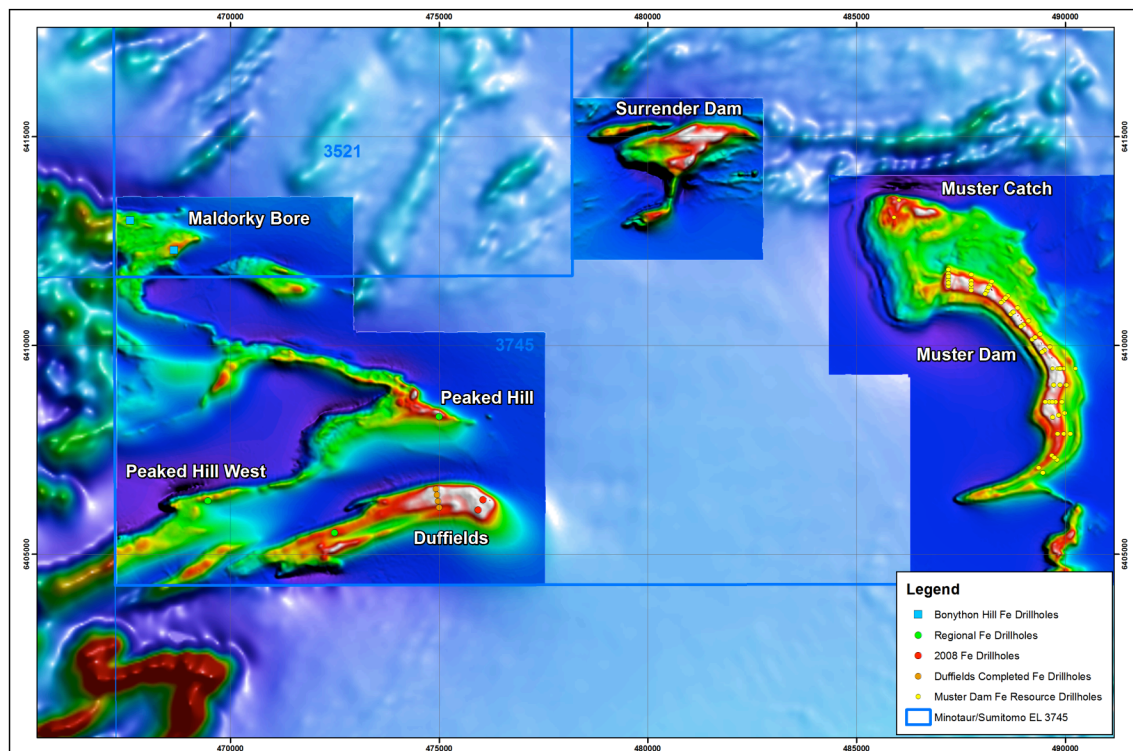 470000
475000
480000
485000
490000
6415000
6415000
Surrender Dam
3521
Muster Catch
Maldorky Bore
6410000
6410000
3745
Muster Dam
Peaked Hill
Peaked Hill West
Duffields
6405000
6405000
Legend
Bonython Hill Fe Drillholes
Regional Fe Drillholes
2008 Fe Drillholes
Duffields Completed Fe Drillholes
Muster Dam Fe Resource Drillholes
Minotaur/Sumitomo EL 3745
470000
475000
480000
485000
490000